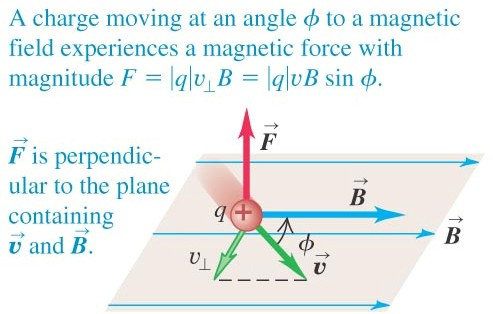 A charge moving at an angle ϕ to a magnetic
field experiences a magnetic force with
magnitude F = |q|v⊥B = |q|vB sin ϕ.
F⃗
F⃗ is perpendic-
ular to the plane
containing
v⃗ and B⃗.
B⃗
q +
B⃗
ϕ
v⊥
v⃗